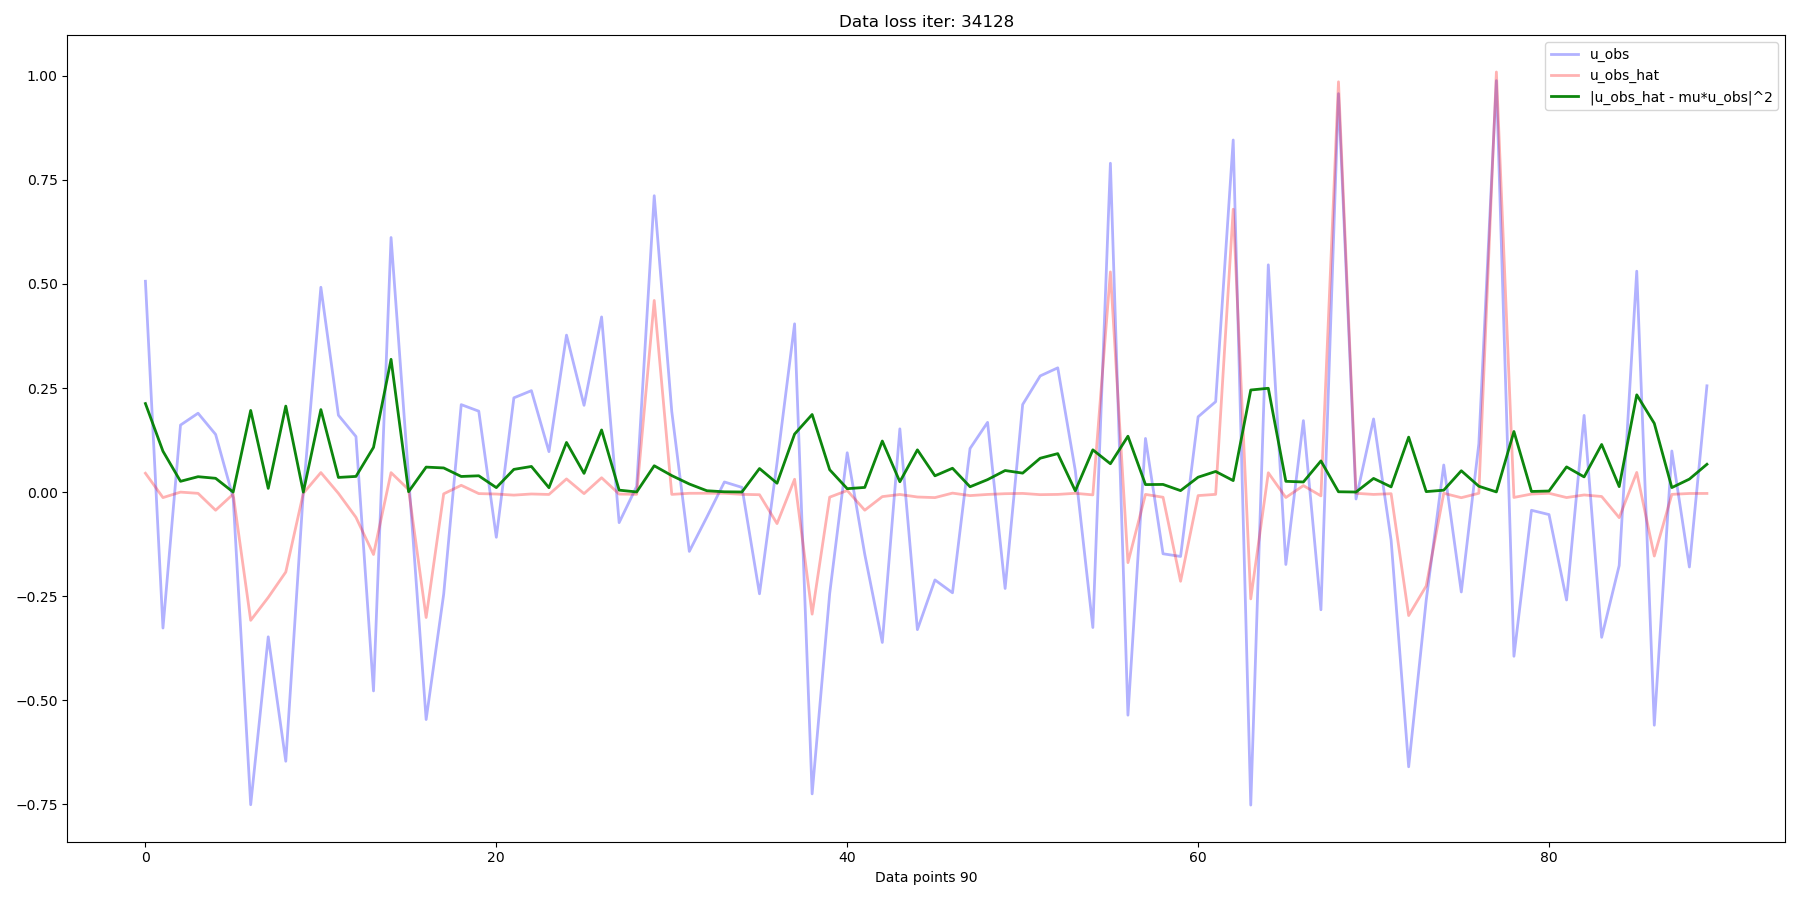 Data loss iter: 34128
u_obs
u_obs_hat
|u_obs_hat - mu*u_obs|^2
1.00
0.75
0.50
0.25
0.00
−0.25
−0.50
−0.75
0 20 40 60 80
Data points 90